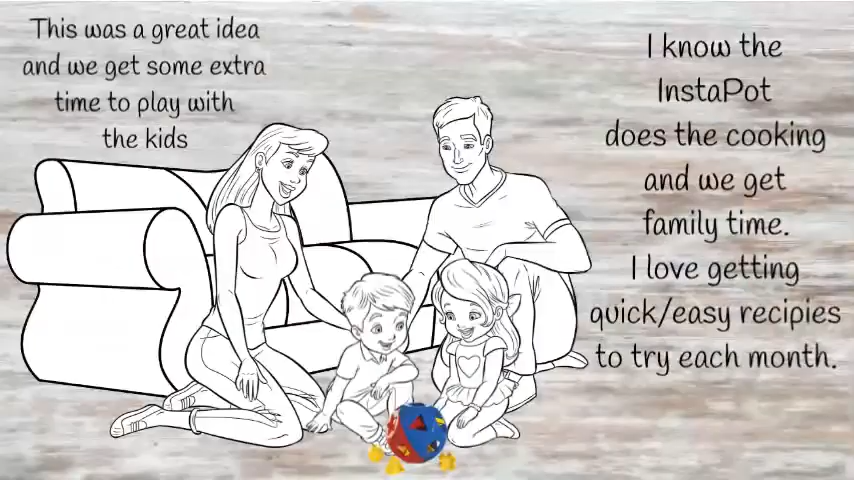 This was a great idea
and we get some extra
time to play with
the kids
I know the
InstaPot
does the cooking
and we get
family time.
I love getting
quick/easy recipies
to try each month.